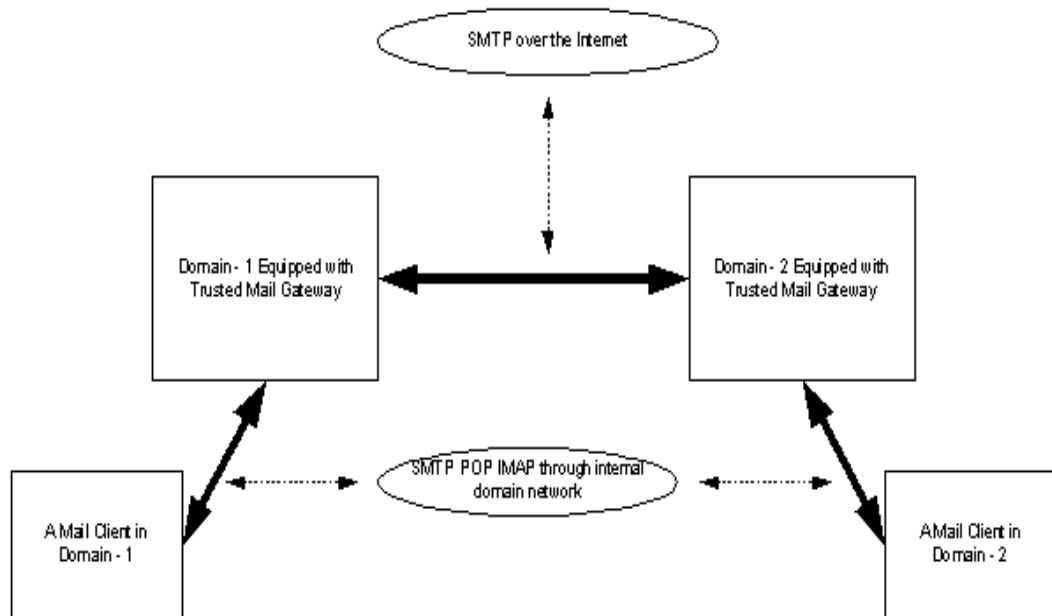 SMTP over the Internet
Domain - 1 Equipped with
Trusted Mail Gateway
Domain - 2 Equipped with
Trusted Mail Gateway
SMTP POP IMAP through internal
domain network
A Mail Client in
Domain - 1
A Mail Client in
Domain - 2